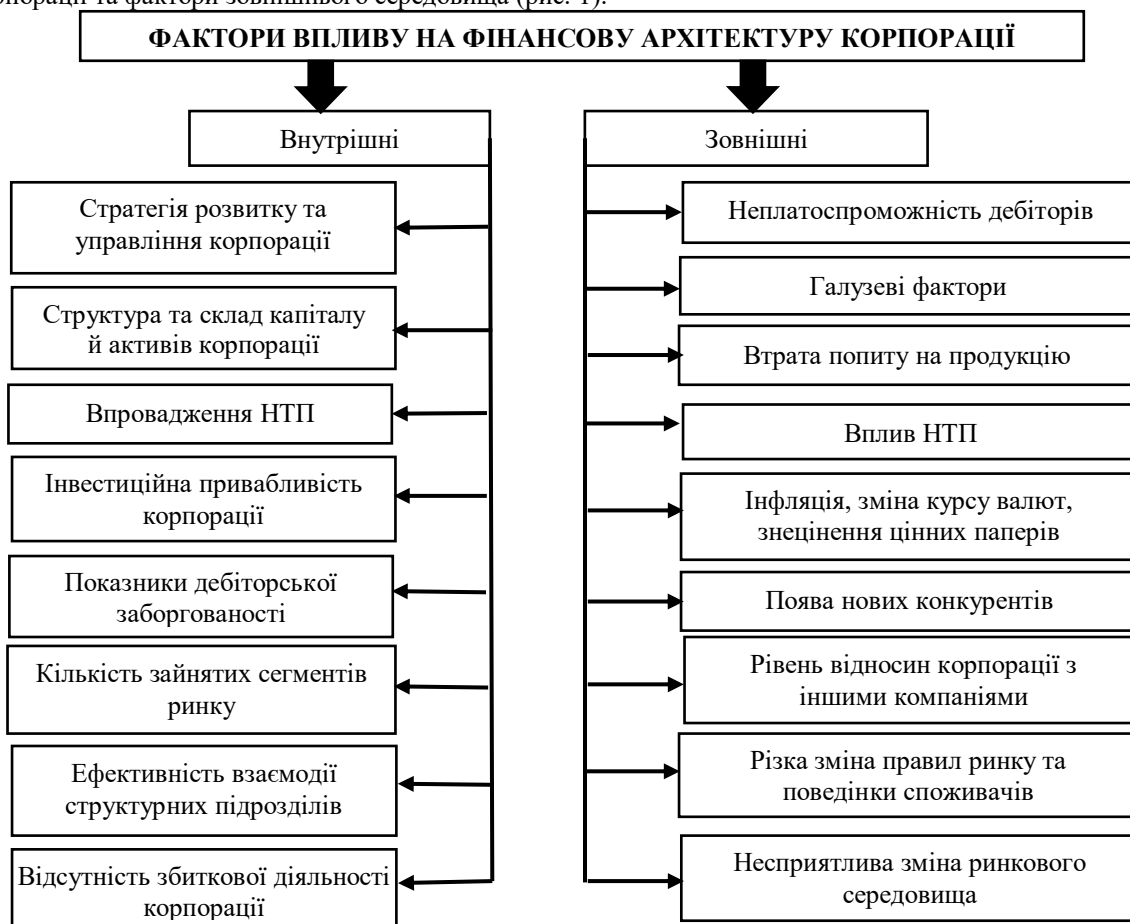 орпорації та фактори зовнішнього середовища (рис. 1).
ФАКТОРИ ВПЛИВУ НА ФІНАНСОВУ АРХІТЕКТУРУ КОРПОРАЦІЇ
Внутрішні
Стратегія розвитку та
управління корпорації
Структура та склад капіталу
й активів корпорації
Впровадження НТП
Інвестиційна привабливість
корпорації
Показники дебіторської
заборгованості
Кількість зайнятих сегментів
ринку
Ефективність взаємодії
структурних підрозділів
Відсутність збиткової діяльності
корпорації
Зовнішні
Неплатоспроможність дебіторів
Галузеві фактори
Втрата попиту на продукцію
Вплив НТП
Інфляція, зміна курсу валют,
знецінення цінних паперів
Поява нових конкурентів
Рівень відносин корпорації з
іншими компаніями
Різка зміна правил ринку та
поведінки споживачів
Несприятлива зміна ринкового
середовища